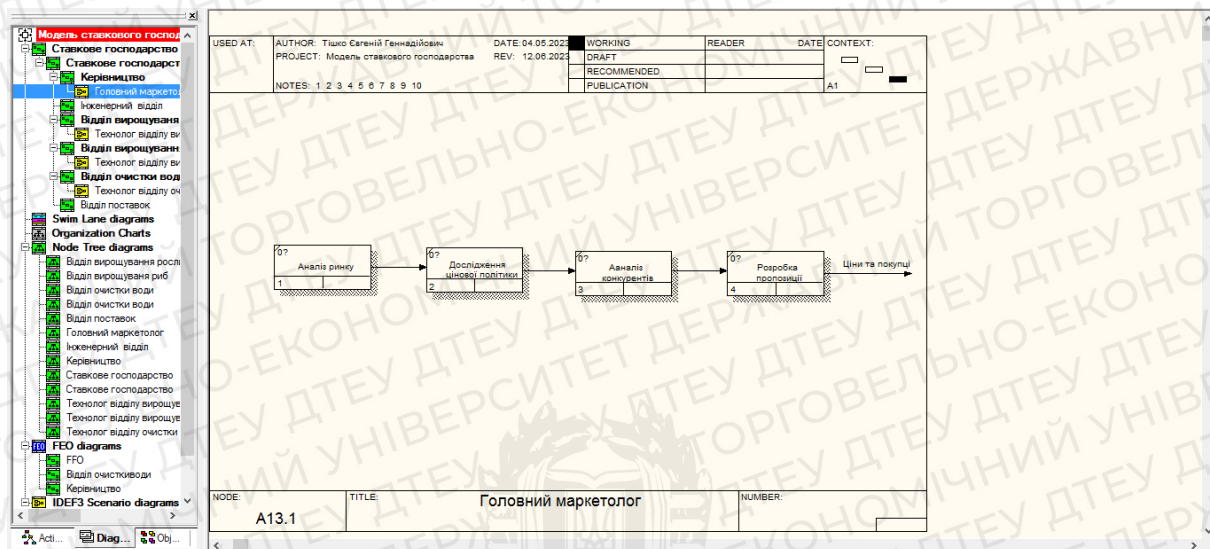 Модель ставкового господ
Ставкове господарство
Ставкове господарст
Керівництво
Головний маркето
Інженерний відділ
Відділ вирощуваня
Технолог відділу ви
Відділ вирощуванн
Технолог відділу ви
Відділ очистки вод
Технолог відділу оч
Відділ поставок
Swim Lane diagrams
Organization Charts
Node Tree diagrams
Відділ вирощування росли
Відділ вирощуваня риб
Відділ очистки води
Відділ очистки води
Відділ поставок
Головний маркетолог
Інженерний відділ
Керівництво
Ставкове господарство
Ставкове господарство
Технолог відділу вирощув
Технолог відділу вирощув
Технолог відділу очистки
FEO diagrams
FFO
Відділ очисткиводи
Керівництво
IDEF3 Scenario diagrams
Acti... Diag... Obj...
USED AT: AUTHOR: Тішко Євгеній Геннадійович DATE: 04.05.2023 WORKING READER DATE CONTEXT:
PROJECT: Модель ставкового господарства REV: 12.06.2023 DRAFT
RECOMMENDED
NOTES: 1 2 3 4 5 6 7 8 9 10 PUBLICATION A1
0?
Аналіз ринку
1
0?
Дослідження
цінової політики
2
0?
Ааналіз
конкурентів
3
0?
Розробка
пропозиції
4
Ціни та покупці
NODE: TITLE: NUMBER:
A13.1 Головний маркетолог